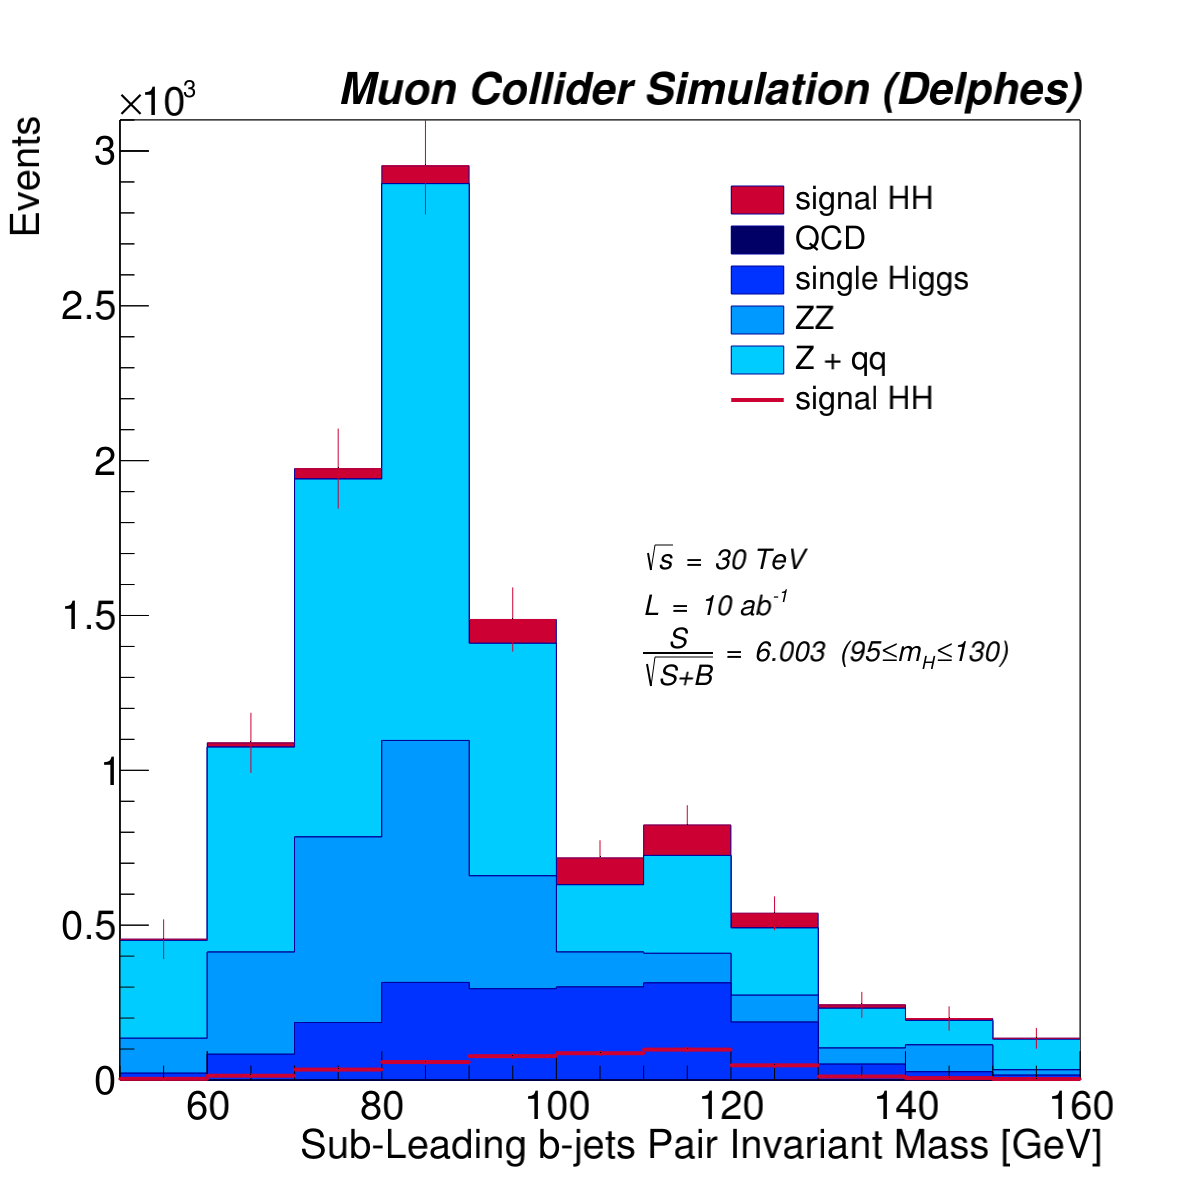 Muon Collider Simulation (Delphes)
×10³
Events
3
2.5
2
1.5
1
0.5
0
signal HH
QCD
single Higgs
ZZ
Z + qq
signal HH
√s = 30 TeV
L = 10 ab⁻¹
S/√S+B = 6.003 (95≤m_H≤130)
60 80 100 120 140 160
Sub-Leading b-jets Pair Invariant Mass [GeV]